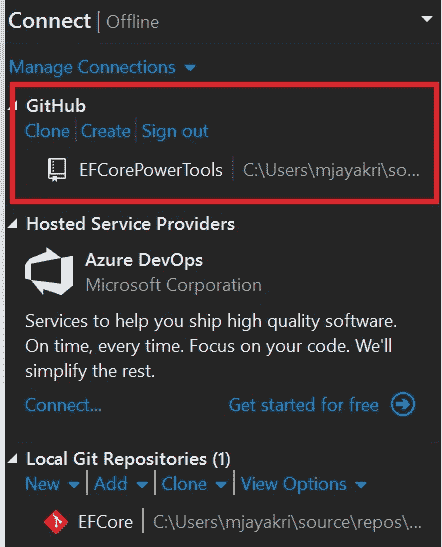 Connect | Offline
Manage Connections
GitHub
Clone Create Sign out
EFCorePowerTools C:\Users\mjayakri\so...
Hosted Service Providers
Azure DevOps
Microsoft Corporation
Services to help you ship high quality software.
On time, every time. Focus on your code. We'll
simplify the rest.
Connect... Get started for free
Local Git Repositories (1)
New | Add | Clone | View Options
EFCore | C:\Users\mjayakri\source\repos\...